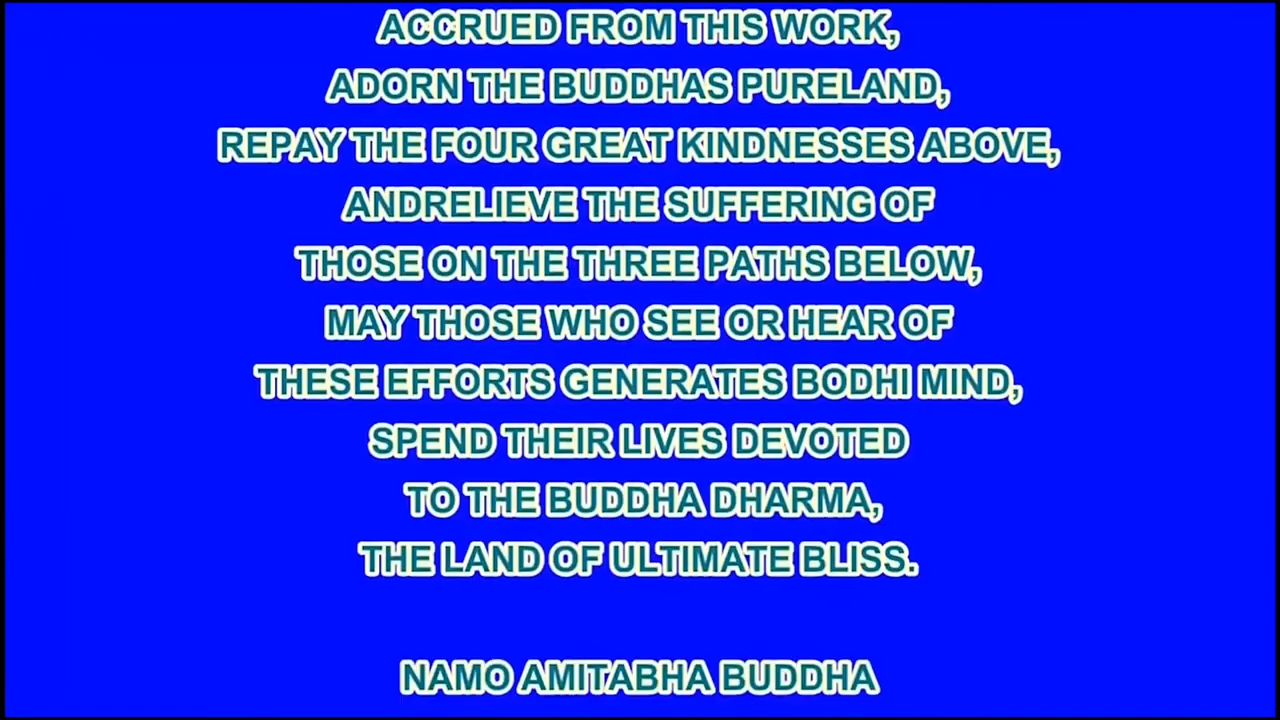 ACCRUED FROM THIS WORK,
ADORN THE BUDDHAS PURELAND,
REPAY THE FOUR GREAT KINDNESSES ABOVE,
ANDRELIEVE THE SUFFERING OF
THOSE ON THE THREE PATHS BELOW,
MAY THOSE WHO SEE OR HEAR OF
THESE EFFORTS GENERATES BODHI MIND,
SPEND THEIR LIVES DEVOTED
TO THE BUDDHA DHARMA,
THE LAND OF ULTIMATE BLISS.
NAMO AMITABHA BUDDHA